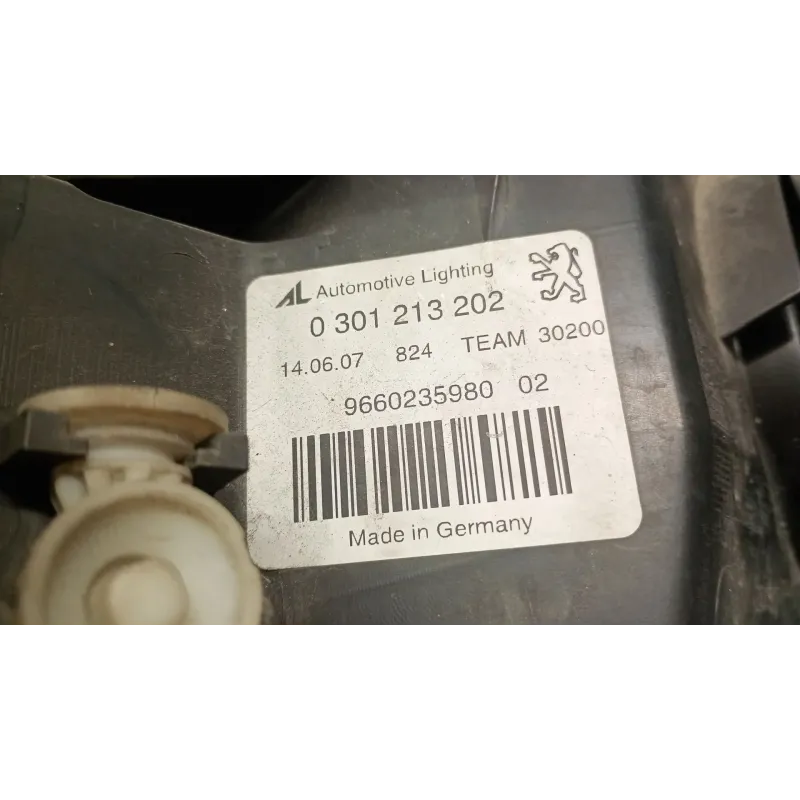 AL Automotive Lighting
0 301 213 202
14.06.07 824 TEAM 30200
9660235980 02
Made in Germany